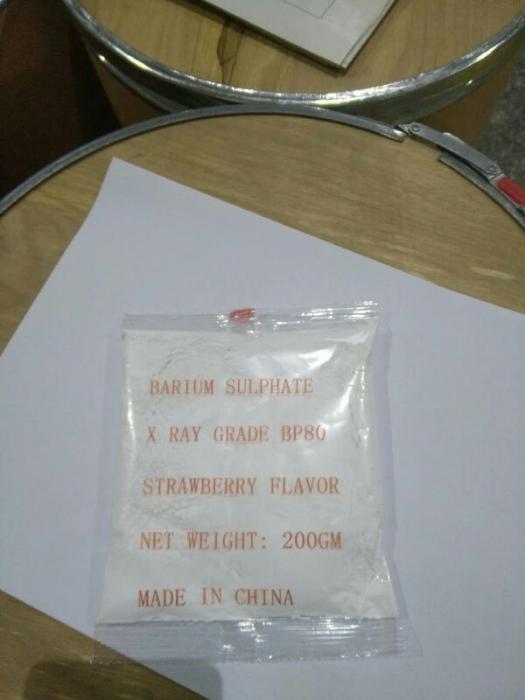 BARIUM SULPHATE
X RAY GRADE BP80
STRAWBERRY FLAVOR
NET WEIGHT: 200GM
MADE IN CHINA